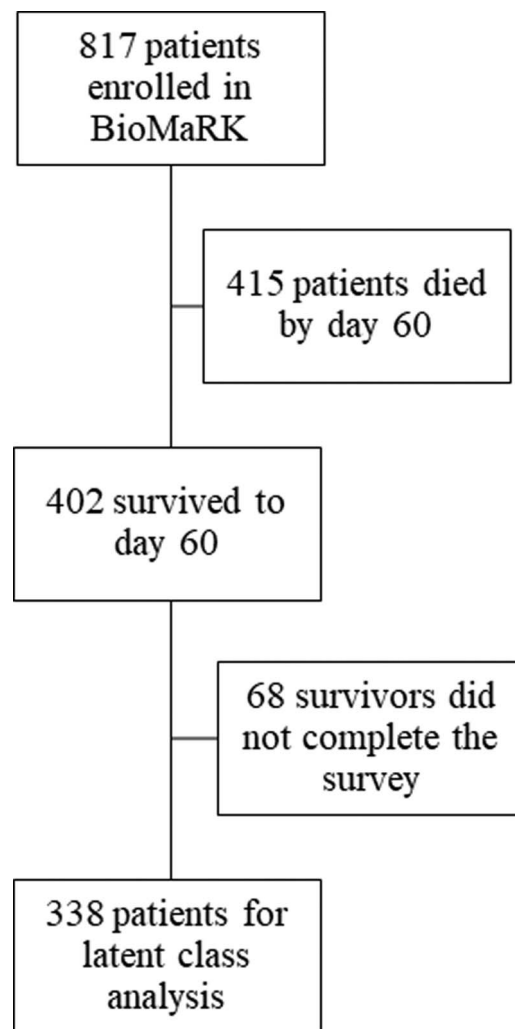 817 patients
enrolled in
BioMaRK
415 patients died
by day 60
402 survived to
day 60
68 survivors did
not complete the
survey
338 patients for
latent class
analysis